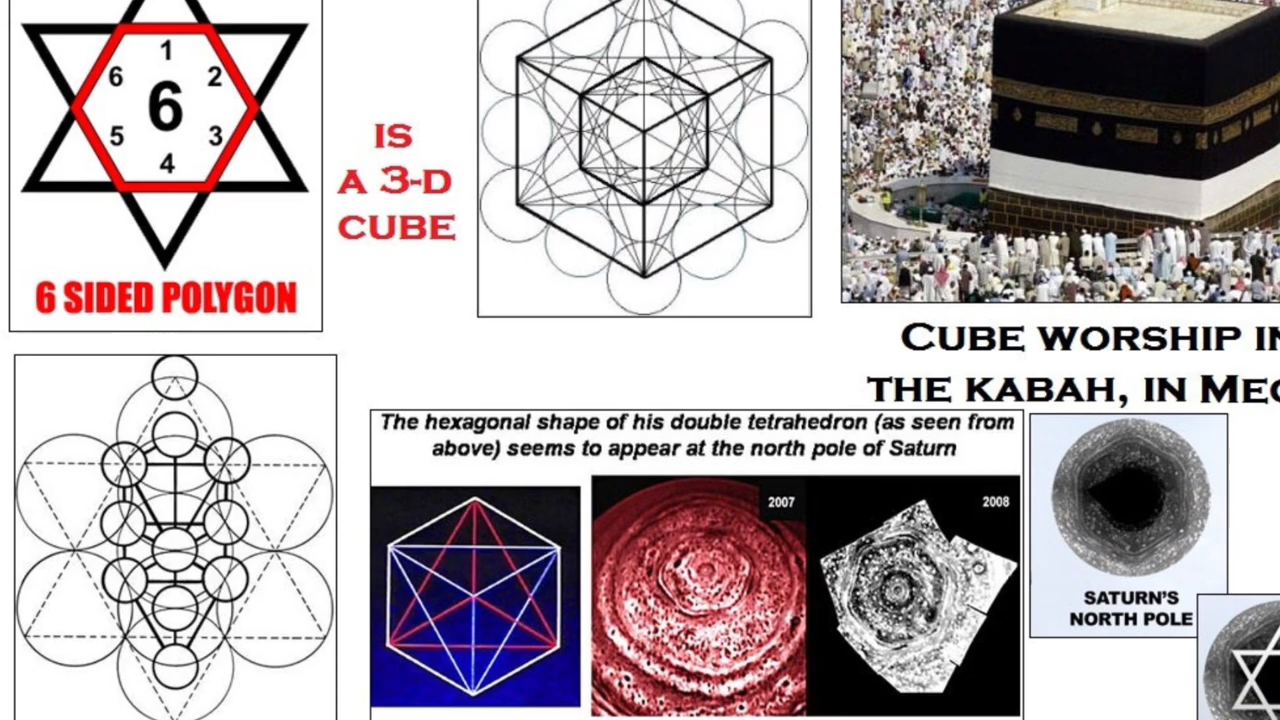 1
6
2
6
5
3
4
6 SIDED POLYGON
IS
A 3-D
CUBE
CUBE WORSHIP
THE KABAH, IN
The hexagonal shape of his double tetrahedron (as seen from
above) seems to appear at the north pole of Saturn
2007
2008
SATURN'S
NORTH POLE